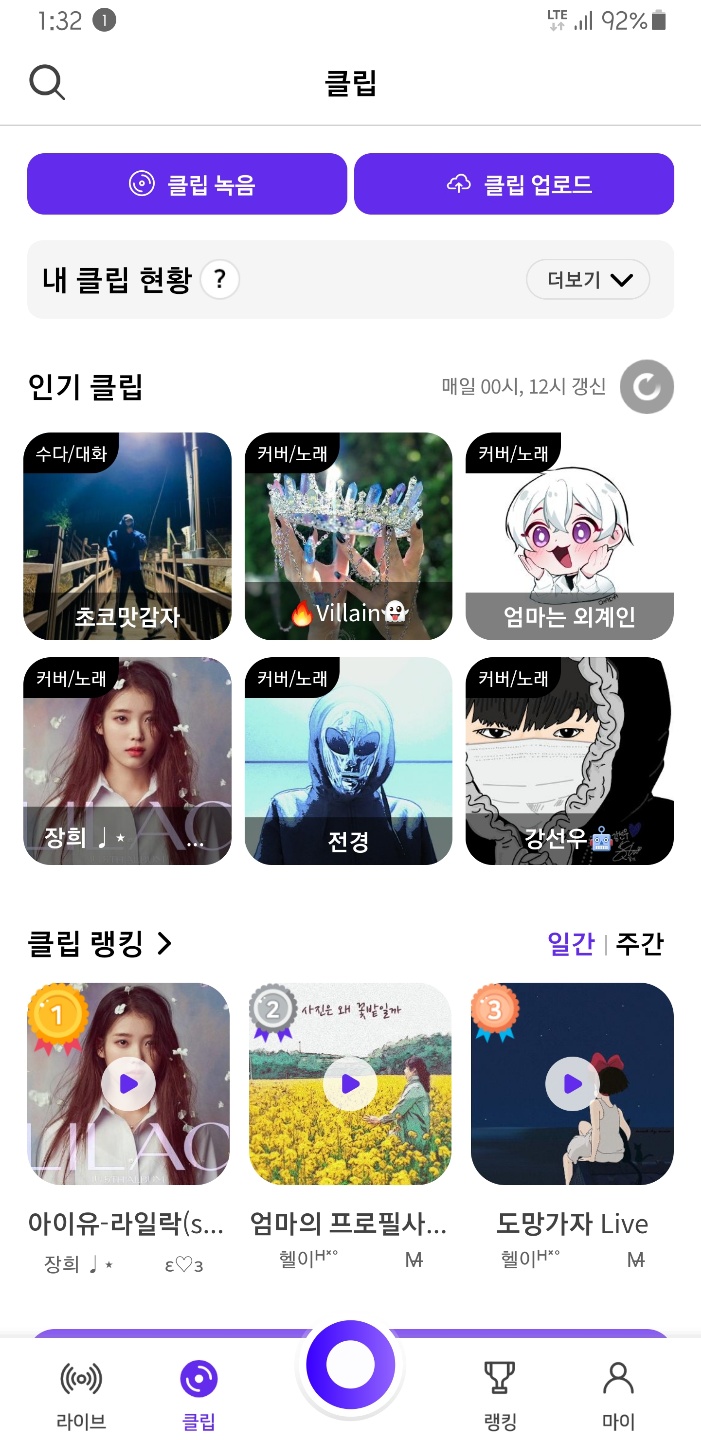 1:32 1 LTE 92%
클립
클립 녹음 클립 업로드
내 클립 현황 ? 더보기
인기 클립 매일 00시, 12시 갱신
수다/대화 커버/노래 커버/노래
초코맛감자 🔥Villain👻 엄마는 외계인
커버/노래 커버/노래 커버/노래
LILAC
장희 ♩⋆ ... 전경 강선우🤖
클립 랭킹 일간 | 주간
1 2 사진은 왜 꽃밭일까 3
LILAC
아이유-라일락(s... 엄마의 프로필사... 도망가자 Live
장희 ♩⋆ ε♡з 헬이ᴴ˟° M̶ 헬이ᴴ˟° M̶
라이브 클립 랭킹 마이